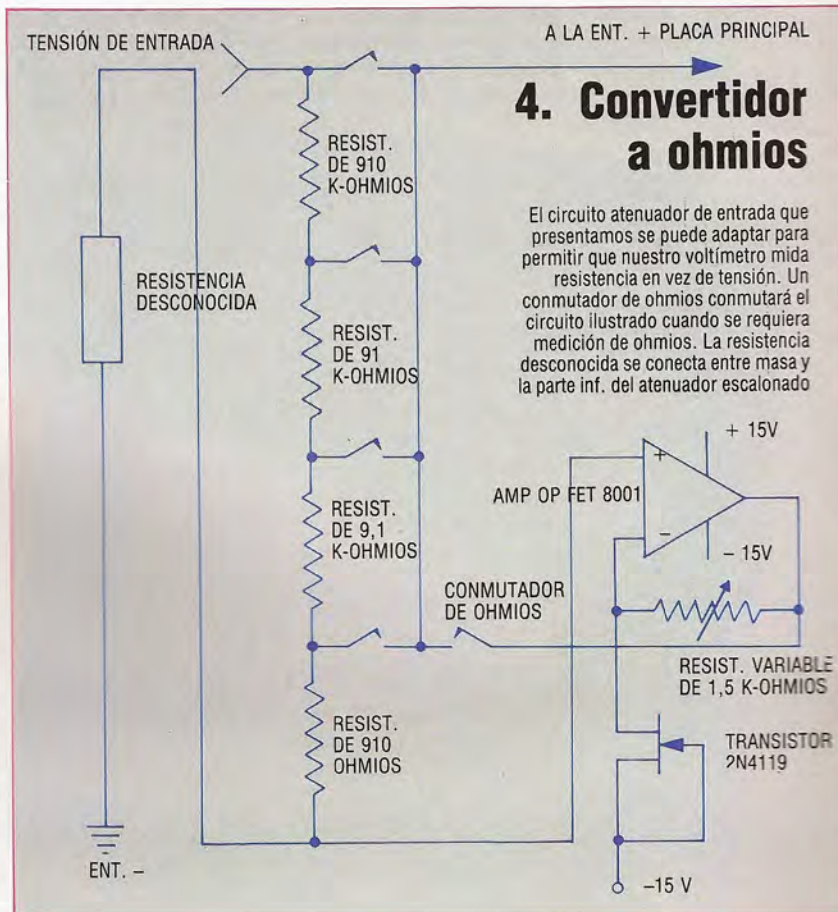 TENSIÓN DE ENTRADA
A LA ENT. + PLACA PRINCIPAL
4. Convertidor
a ohmios
El circuito atenuador de entrada que
presentamos se puede adaptar para
permitir que nuestro voltímetro mida
resistencia en vez de tensión. Un
conmutador de ohmios conmutará el
circuito ilustrado cuando se requiera
medición de ohmios. La resistencia
desconocida se conecta entre masa y
la parte inf. del atenuador escalonado
RESIST.
DE 910
K-OHMIOS
RESISTENCIA
DESCONOCIDA
RESIST.
DE 91
K-OHMIOS
RESIST.
DE 9,1
K-OHMIOS
RESIST.
DE 910
OHMIOS
CONMUTADOR
DE OHMIOS
AMP OP FET 8001
+
−
+ 15V
− 15V
RESIST. VARIABLE
DE 1,5 K-OHMIOS
TRANSISTOR
2N4119
−15 V
ENT. −